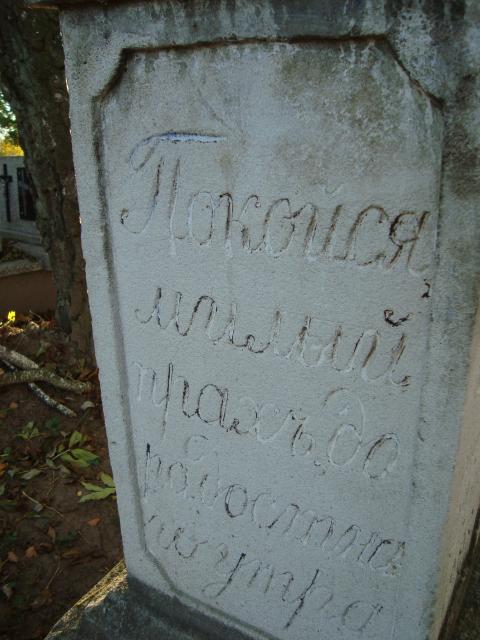 Покойся,
милый
прахъ, до
радостна
го утра